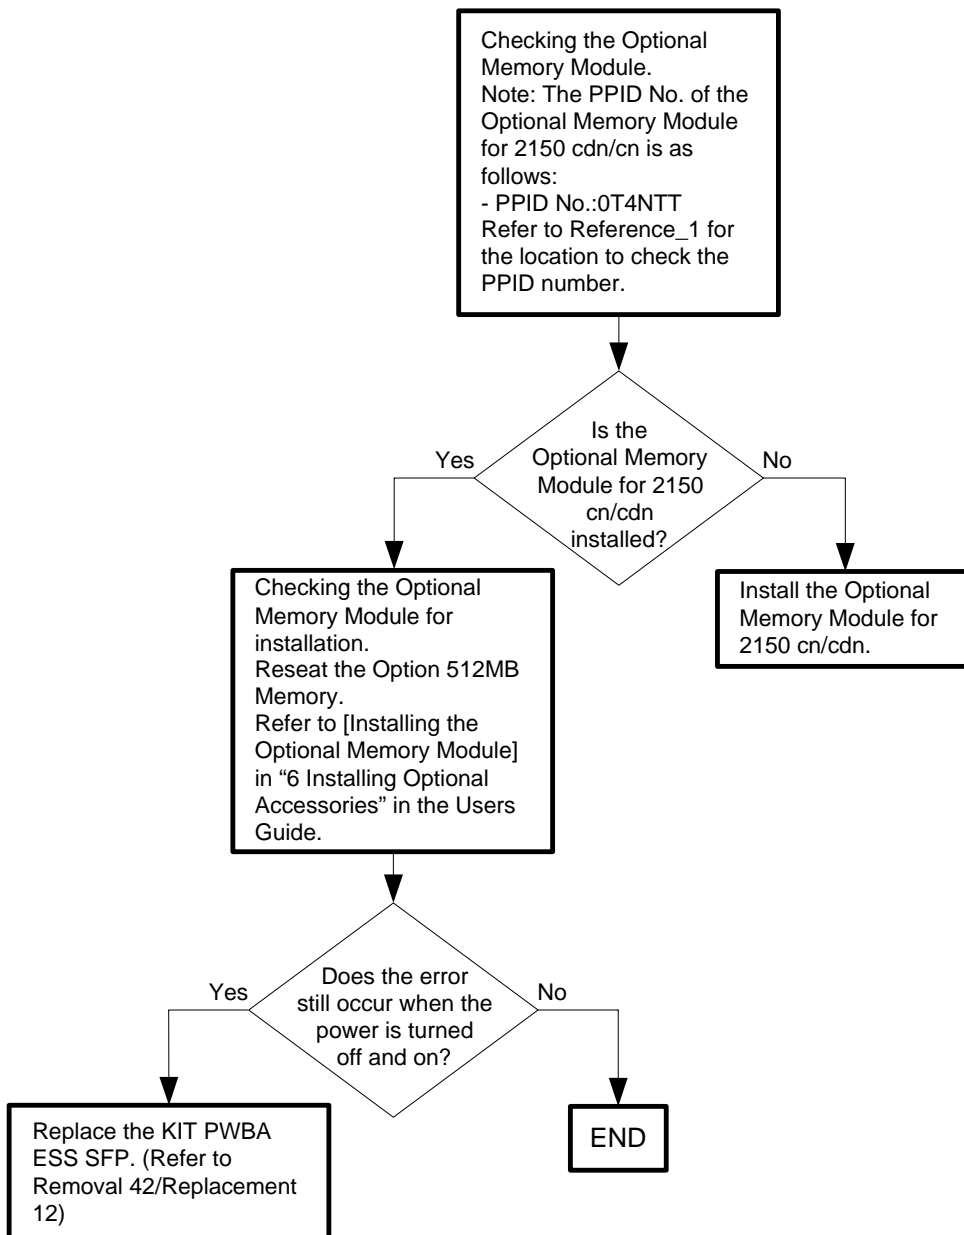 Checking the Optional
Memory Module.
Note: The PPID No. of the
Optional Memory Module
for 2150 cdn/cn is as
follows:
- PPID No.:0T4NTT
Refer to Reference_1 for
the location to check the
PPID number.
Is the
Optional Memory
Module for 2150
cn/cdn
installed?
Yes
No
Checking the Optional
Memory Module for
installation.
Reseat the Option 512MB
Memory.
Refer to [Installing the
Optional Memory Module]
in “6 Installing Optional
Accessories” in the Users
Guide.
Install the Optional
Memory Module for
2150 cn/cdn.
Does the error
still occur when the
power is turned
off and on?
Yes
No
Replace the KIT PWBA
ESS SFP. (Refer to
Removal 42/Replacement
12)
END